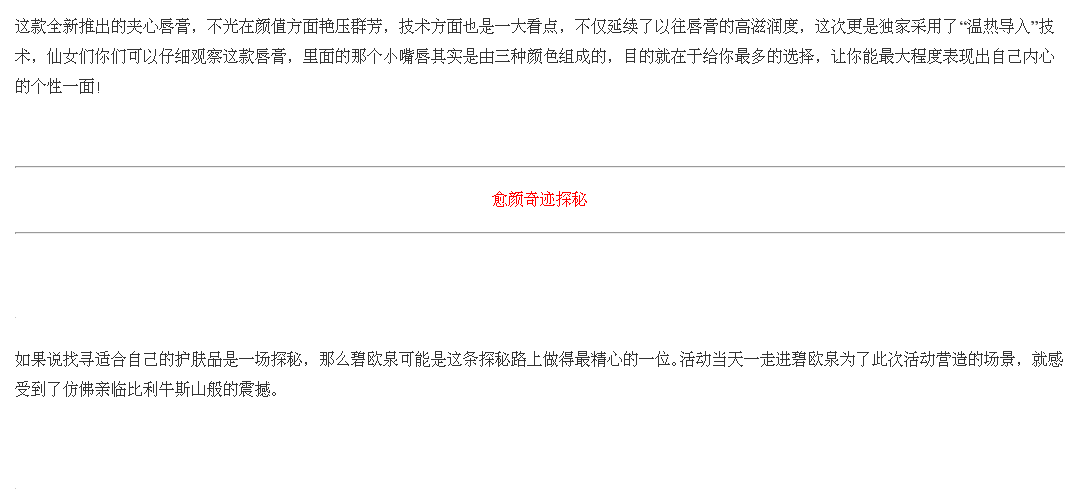 这款全新推出的夹心唇膏，不光在颜值方面艳压群芳，技术方面也是一大看点，不仅延续了以往唇膏的高滋润度，这次更是独家采用了“温热导入”技
术，仙女们你们可以仔细观察这款唇膏，里面的那个小嘴唇其实是由三种颜色组成的，目的就在于给你最多的选择，让你能最大程度表现出自己内心
的个性一面!
愈颜奇迹探秘
如果说找寻适合自己的护肤品是一场探秘，那么碧欧泉可能是这条探秘路上做得最精心的一位。活动当天一走进碧欧泉为了此次活动营造的场景，就感
受到了仿佛亲临比利牛斯山般的震撼。